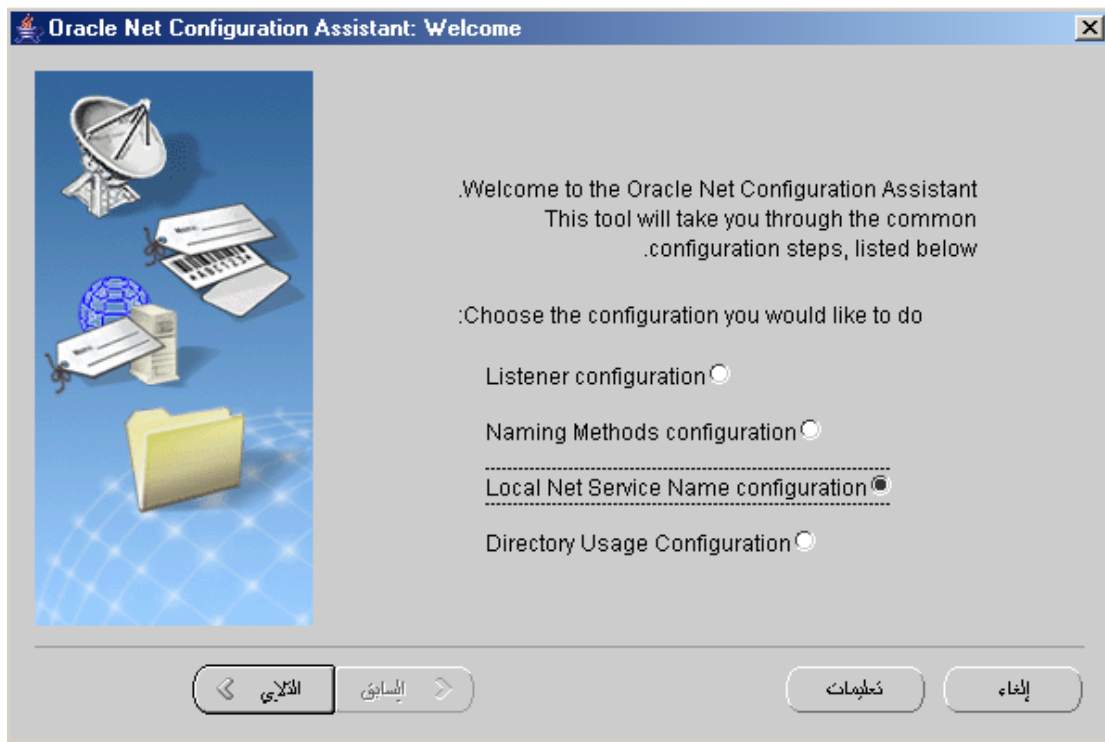 Oracle Net Configuration Assistant: Welcome
.Welcome to the Oracle Net Configuration Assistant
This tool will take you through the common
.configuration steps, listed below
:Choose the configuration you would like to do
Listener configuration
Naming Methods configuration
Local Net Service Name configuration
Directory Usage Configuration
إلغاء
تعليمات
السابق
التالي